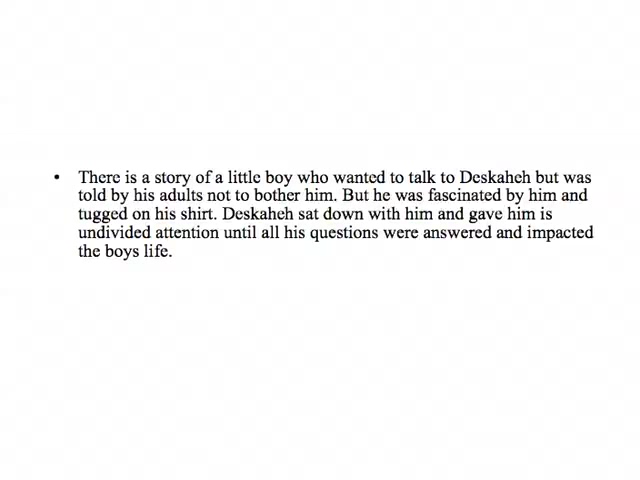 • There is a story of a little boy who wanted to talk to Deskaheh but was
told by his adults not to bother him. But he was fascinated by him and
tugged on his shirt. Deskaheh sat down with him and gave him is
undivided attention until all his questions were answered and impacted
the boys life.